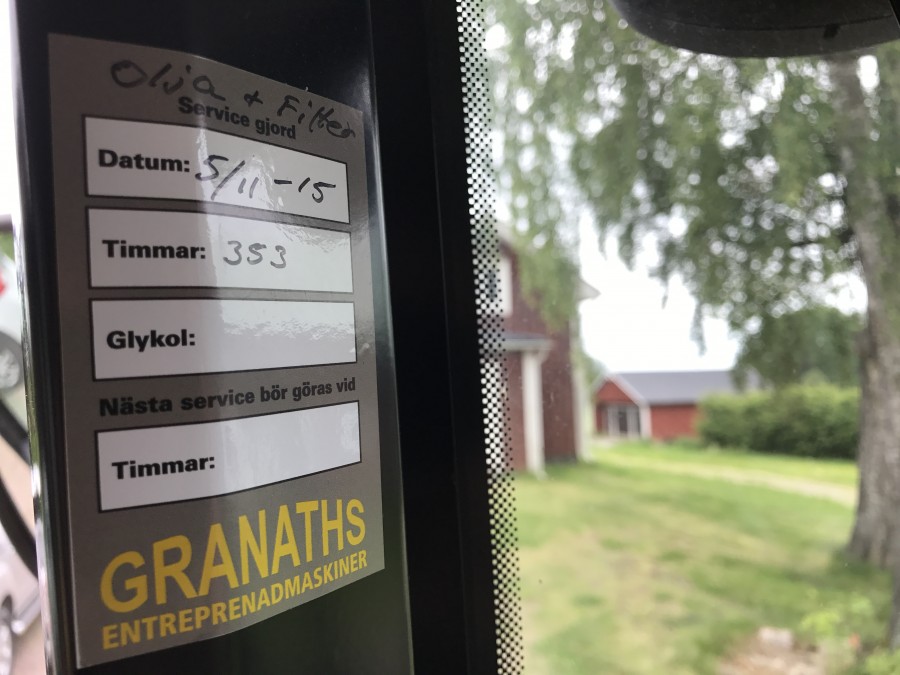 Olja + Filter
Service gjord
Datum: 5/11-15
Timmar: 353
Glykol:
Nästa service bör göras vid
Timmar:
GRANATHS
ENTREPRENADMASKINER